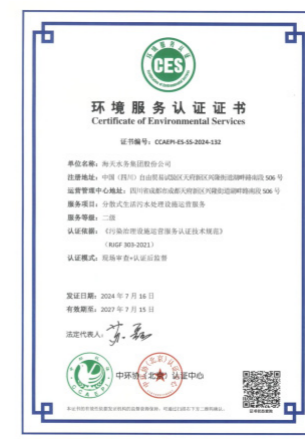 CES
环境服务认证证书
Certificate of Environmental Services
证书编号：CCAEPI-ES-SS-2024-132
单位名称：海天水务集团股份公司
注册地址：中国（四川）自由贸易试验区天府新区兴隆街道湖畔路南段 506 号
运营管理中心地址：四川省成都市成都天府新区兴隆街道湖畔路南段 506 号
服务项目：分散式生活污水处理设施运营服务
服务等级：二级
认证依据：《污染治理设施运营服务认证技术规范》
(RJGF 303-2021)
认证模式：现场审查+认证后监督
发证日期：2024 年 7 月 16 日
有效期至：2027 年 7 月 15 日
法定代表人：
中环协（北京）认证中心
CCAEPI